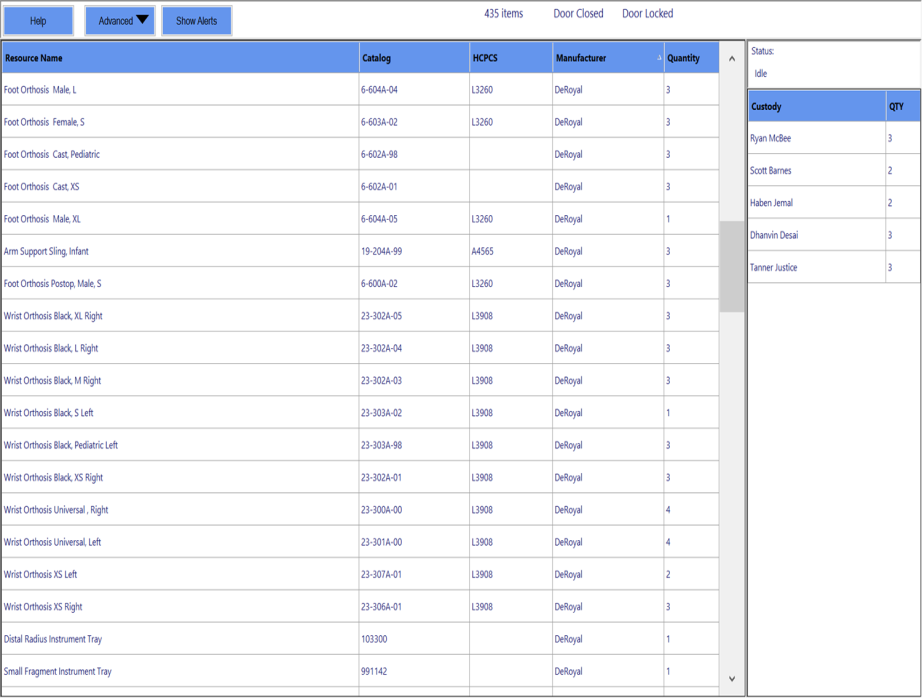 Help Advanced Show Alerts 435 items Door Closed Door Locked
Resource Name Catalog HCPCS Manufacturer Quantity
Foot Orthosis Male, L 6-604A-04 L3260 DeRoyal 3
Foot Orthosis Female, S 6-603A-02 L3260 DeRoyal 3
Foot Orthosis Cast, Pediatric 6-602A-98 DeRoyal 3
Foot Orthosis Cast, XS 6-602A-01 DeRoyal 3
Foot Orthosis Male, XL 6-604A-05 L3260 DeRoyal 1
Arm Support Sling, Infant 19-204A-99 A4565 DeRoyal 3
Foot Orthosis Postop, Male, S 6-600A-02 L3260 DeRoyal 3
Wrist Orthosis Black, XL Right 23-302A-05 L3908 DeRoyal 3
Wrist Orthosis Black, L Right 23-302A-04 L3908 DeRoyal 3
Wrist Orthosis Black, M Right 23-302A-03 L3908 DeRoyal 3
Wrist Orthosis Black, S Left 23-303A-02 L3908 DeRoyal 1
Wrist Orthosis Black, Pediatric Left 23-303A-98 L3908 DeRoyal 3
Wrist Orthosis Black, XS Right 23-302A-01 L3908 DeRoyal 3
Wrist Orthosis Universal , Right 23-300A-00 L3908 DeRoyal 4
Wrist Orthosis Universal, Left 23-301A-00 L3908 DeRoyal 4
Wrist Orthosis XS Left 23-307A-01 L3908 DeRoyal 2
Wrist Orthosis XS Right 23-306A-01 L3908 DeRoyal 3
Distal Radius Instrument Tray 103300 DeRoyal 1
Small Fragment Instrument Tray 991142 DeRoyal 1
Status:
Idle
Custody QTY
Ryan McBee 3
Scott Barnes 2
Haben Jemal 2
Dhanvin Desai 3
Tanner Justice 3